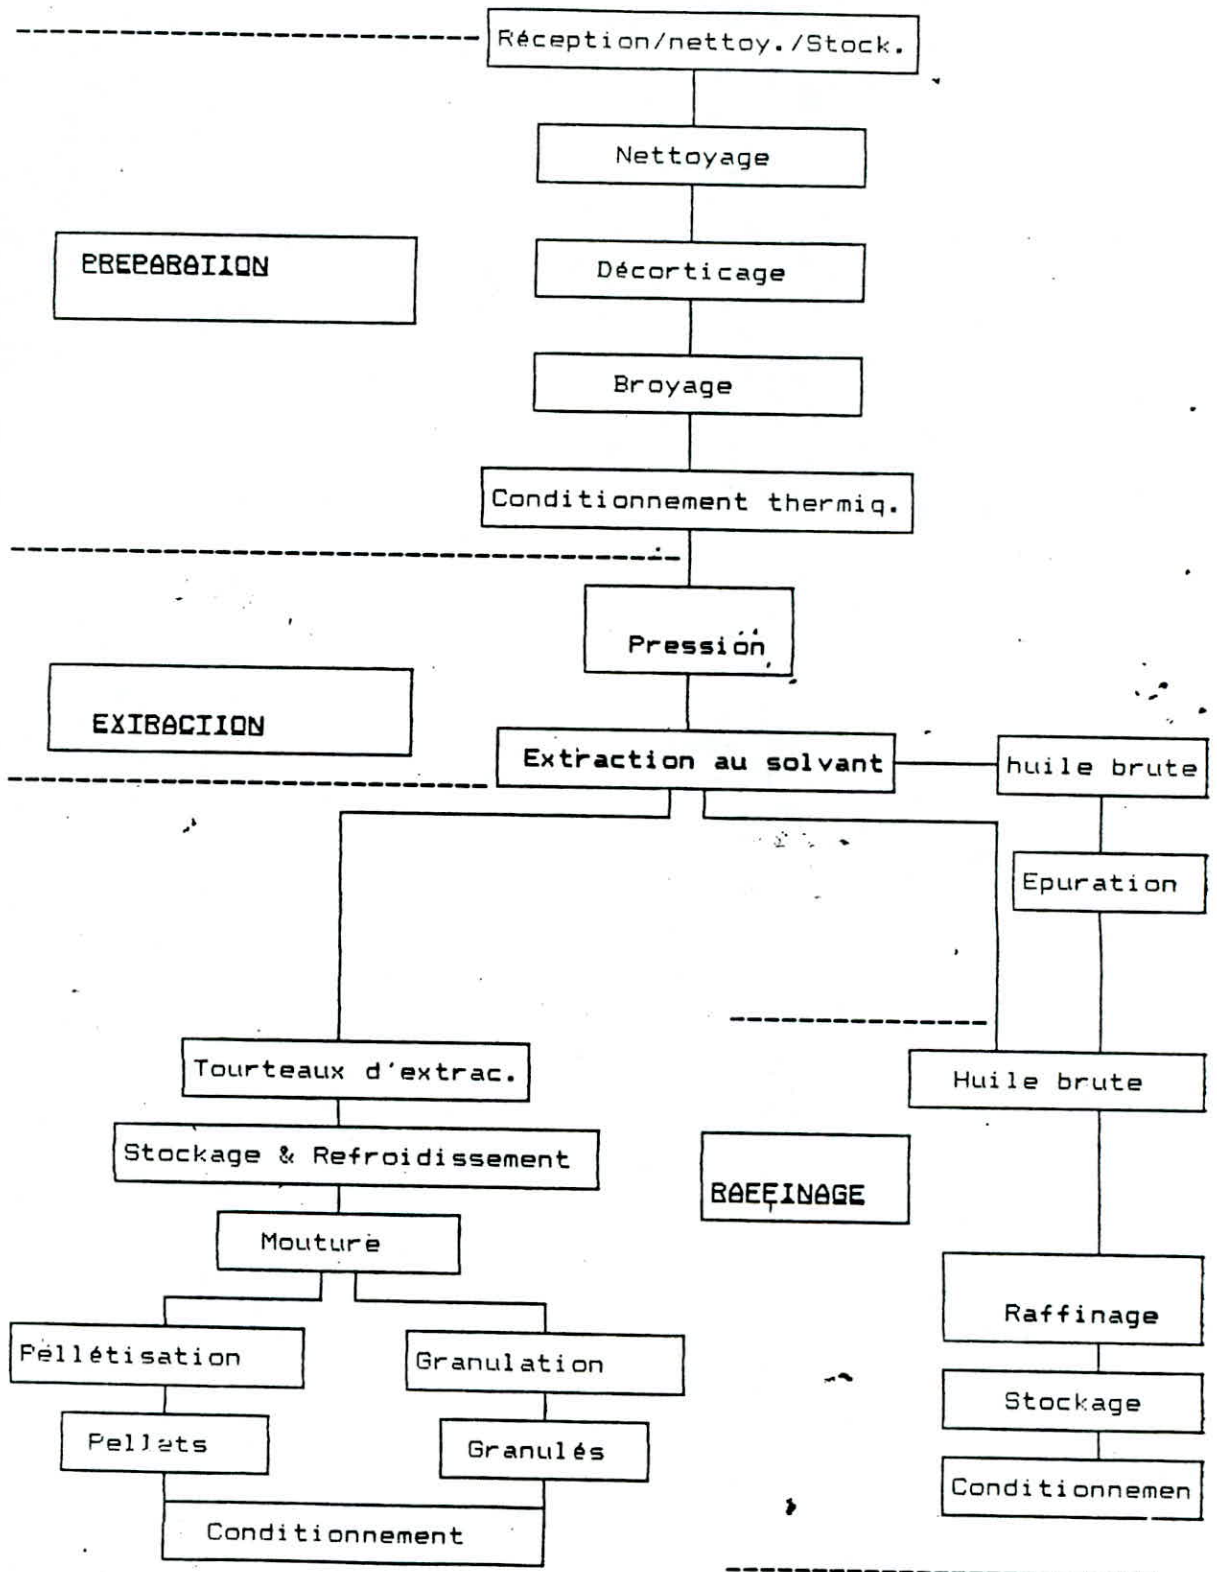 Réception/nettoy./Stock.
Nettoyage
PREPARATION
Décorticage
Broyage
Conditionnement thermiq.
Pression
EXTRACTION
Extraction au solvant
huile brute
Epuration
Tourteaux d'extrac.
Huile brute
Stockage & Refroidissement
RAFFINAGE
Mouture
Raffinage
Pellétisation
Granulation
Stockage
Pellets
Granulés
Conditionnemen
Conditionnement